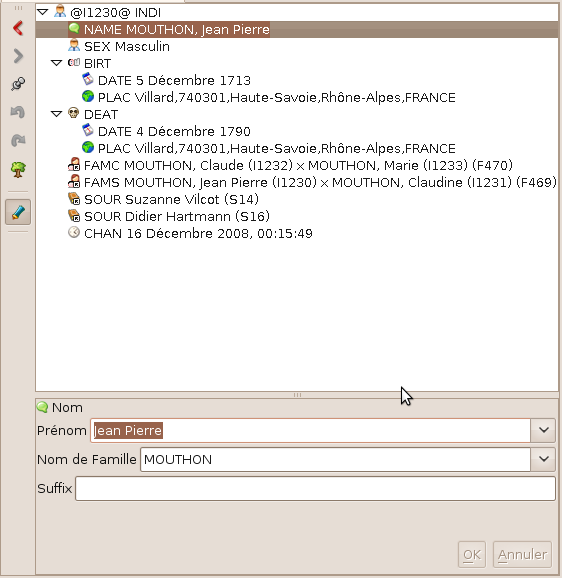 @I1230@ INDI
NAME MOUTHON, Jean Pierre
SEX Masculin
BIRT
DATE 5 Décembre 1713
PLAC Villard,740301,Haute-Savoie,Rhône-Alpes,FRANCE
DEAT
DATE 4 Décembre 1790
PLAC Villard,740301,Haute-Savoie,Rhône-Alpes,FRANCE
FAMC MOUTHON, Claude (I1232) × MOUTHON, Marie (I1233) (F470)
FAMS MOUTHON, Jean Pierre (I1230) × MOUTHON, Claudine (I1231) (F469)
SOUR Suzanne Vilcot (S14)
SOUR Didier Hartmann (S16)
CHAN 16 Décembre 2008, 00:15:49
Nom
Prénom Jean Pierre
Nom de Famille MOUTHON
Suffix
OK Annuler